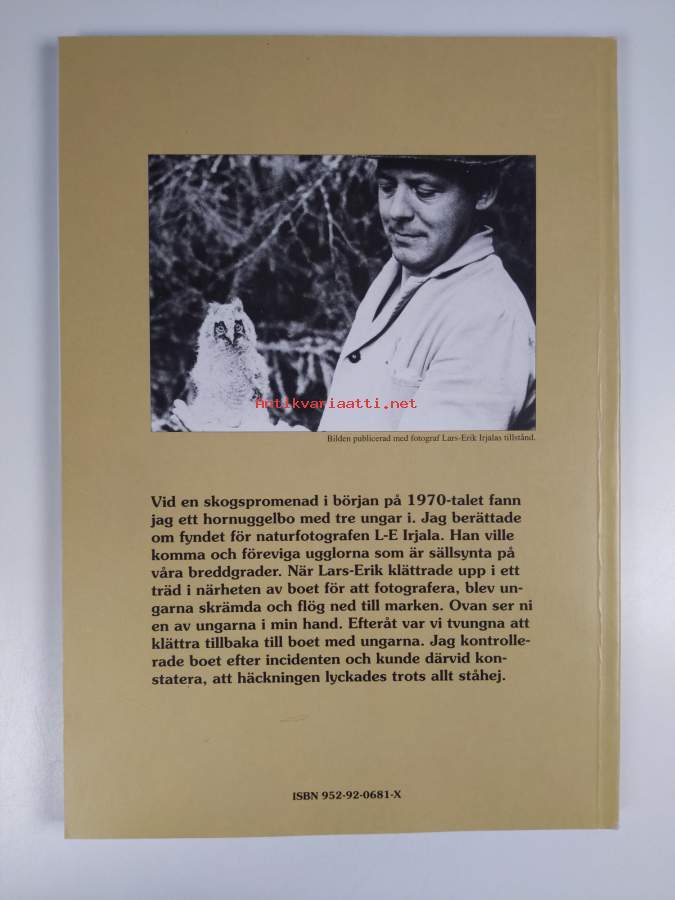 Antikvariaatti.net
Bilden publicerad med fotograf Lars-Erik Irjalas tillstånd.
Vid en skogspromenad i början på 1970-talet fann
jag ett hornuggelbo med tre ungar i. Jag berättade
om fyndet för naturfotografen L-E Irjala. Han ville
komma och föreviga ugglorna som är sällsynta på
våra breddgrader. När Lars-Erik klättrade upp i ett
träd i närheten av boet för att fotografera, blev un-
garna skrämda och flög ned till marken. Ovan ser ni
en av ungarna i min hand. Efteråt var vi tvungna att
klättra tillbaka till boet med ungarna. Jag kontrolle-
rade boet efter incidenten och kunde därvid kon-
statera, att häckningen lyckades trots allt ståhej.
ISBN 952-92-0681-X